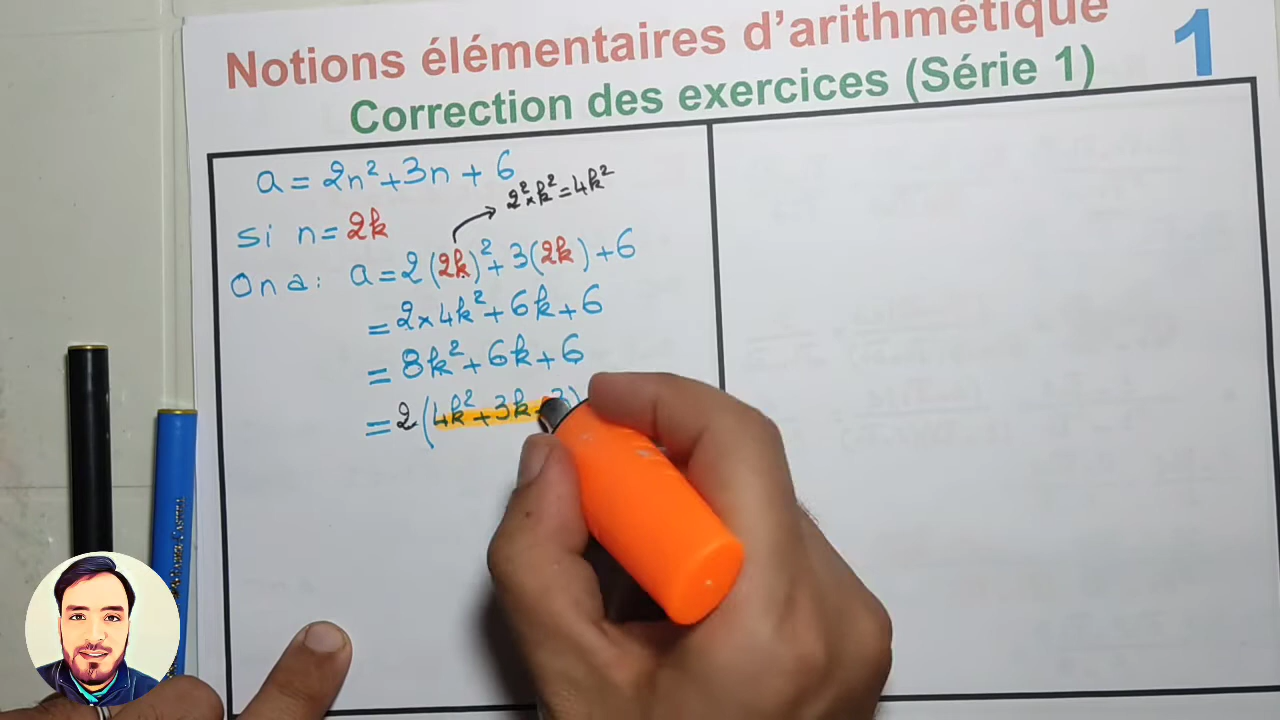 Notions élémentaires d'arithmétique
Correction des exercices (Série 1)
1
a = 2n² + 3n + 6
2² × k² = 4k²
si n = 2k
On a : a = 2(2k)² + 3(2k) + 6
= 2 × 4k² + 6k + 6
= 8k² + 6k + 6
= 2(4k² + 3k + 3)